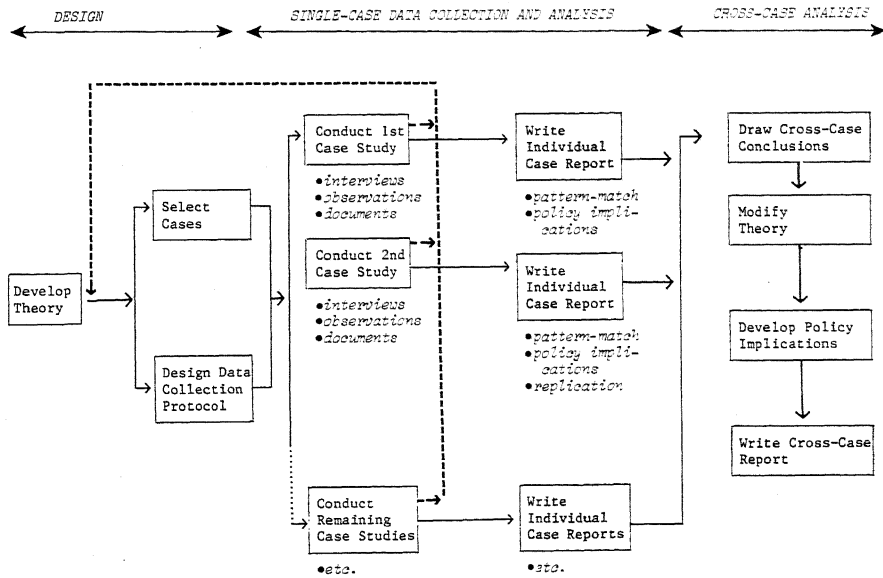 DESIGN
SINGLE-CASE DATA COLLECTION AND ANALYSIS
CROSS-CASE ANALYSIS
Develop
Theory
Select
Cases
Design Data
Collection
Protocol
Conduct 1st
Case Study
•interviews
•observations
•documents
Conduct 2nd
Case Study
•interviews
•observations
•documents
Conduct
Remaining
Case Studies
•etc.
Write
Individual
Case Report
•pattern-match
•policy impli-
cations
Write
Individual
Case Report
•pattern-match
•policy impli-
cations
•replication
Write
Individual
Case Reports
•etc.
Draw Cross-Case
Conclusions
Modify
Theory
Develop Policy
Implications
Write Cross-Case
Report